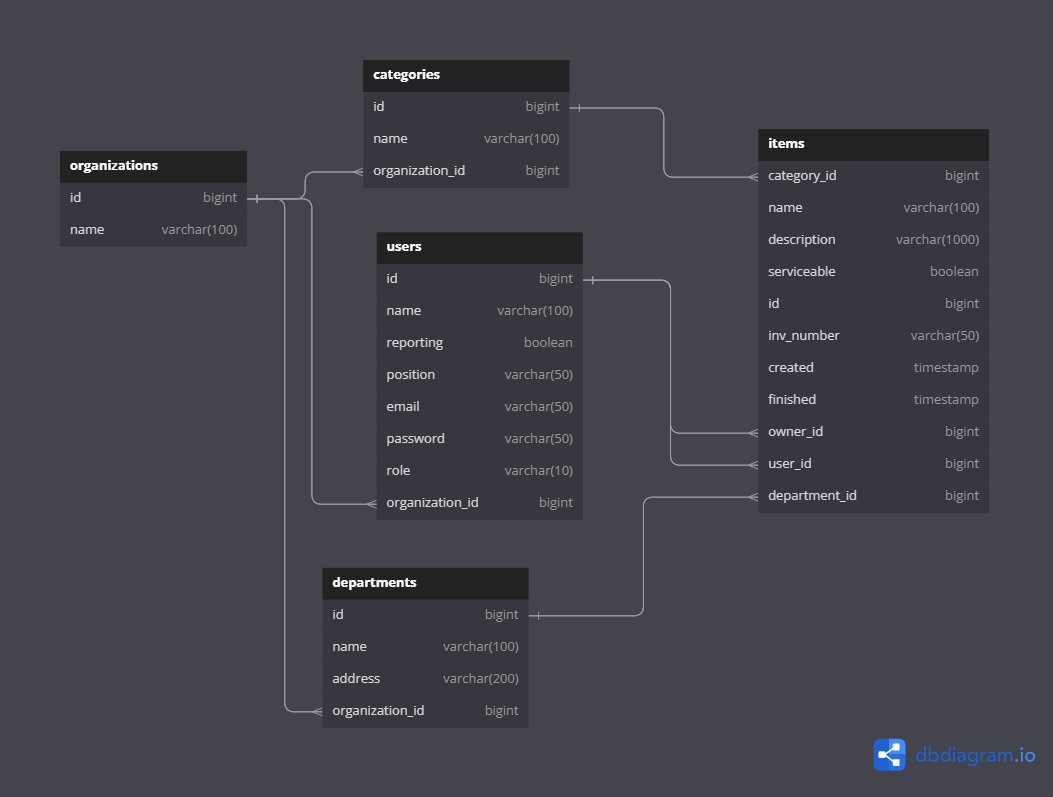 categories
id bigint
name varchar(100)
organization_id bigint
organizations
id bigint
name varchar(100)
users
id bigint
name varchar(100)
reporting boolean
position varchar(50)
email varchar(50)
password varchar(50)
role varchar(10)
organization_id bigint
departments
id bigint
name varchar(100)
address varchar(200)
organization_id bigint
items
category_id bigint
name varchar(100)
description varchar(1000)
serviceable boolean
id bigint
inv_number varchar(50)
created timestamp
finished timestamp
owner_id bigint
user_id bigint
department_id bigint
dbdiagram.io